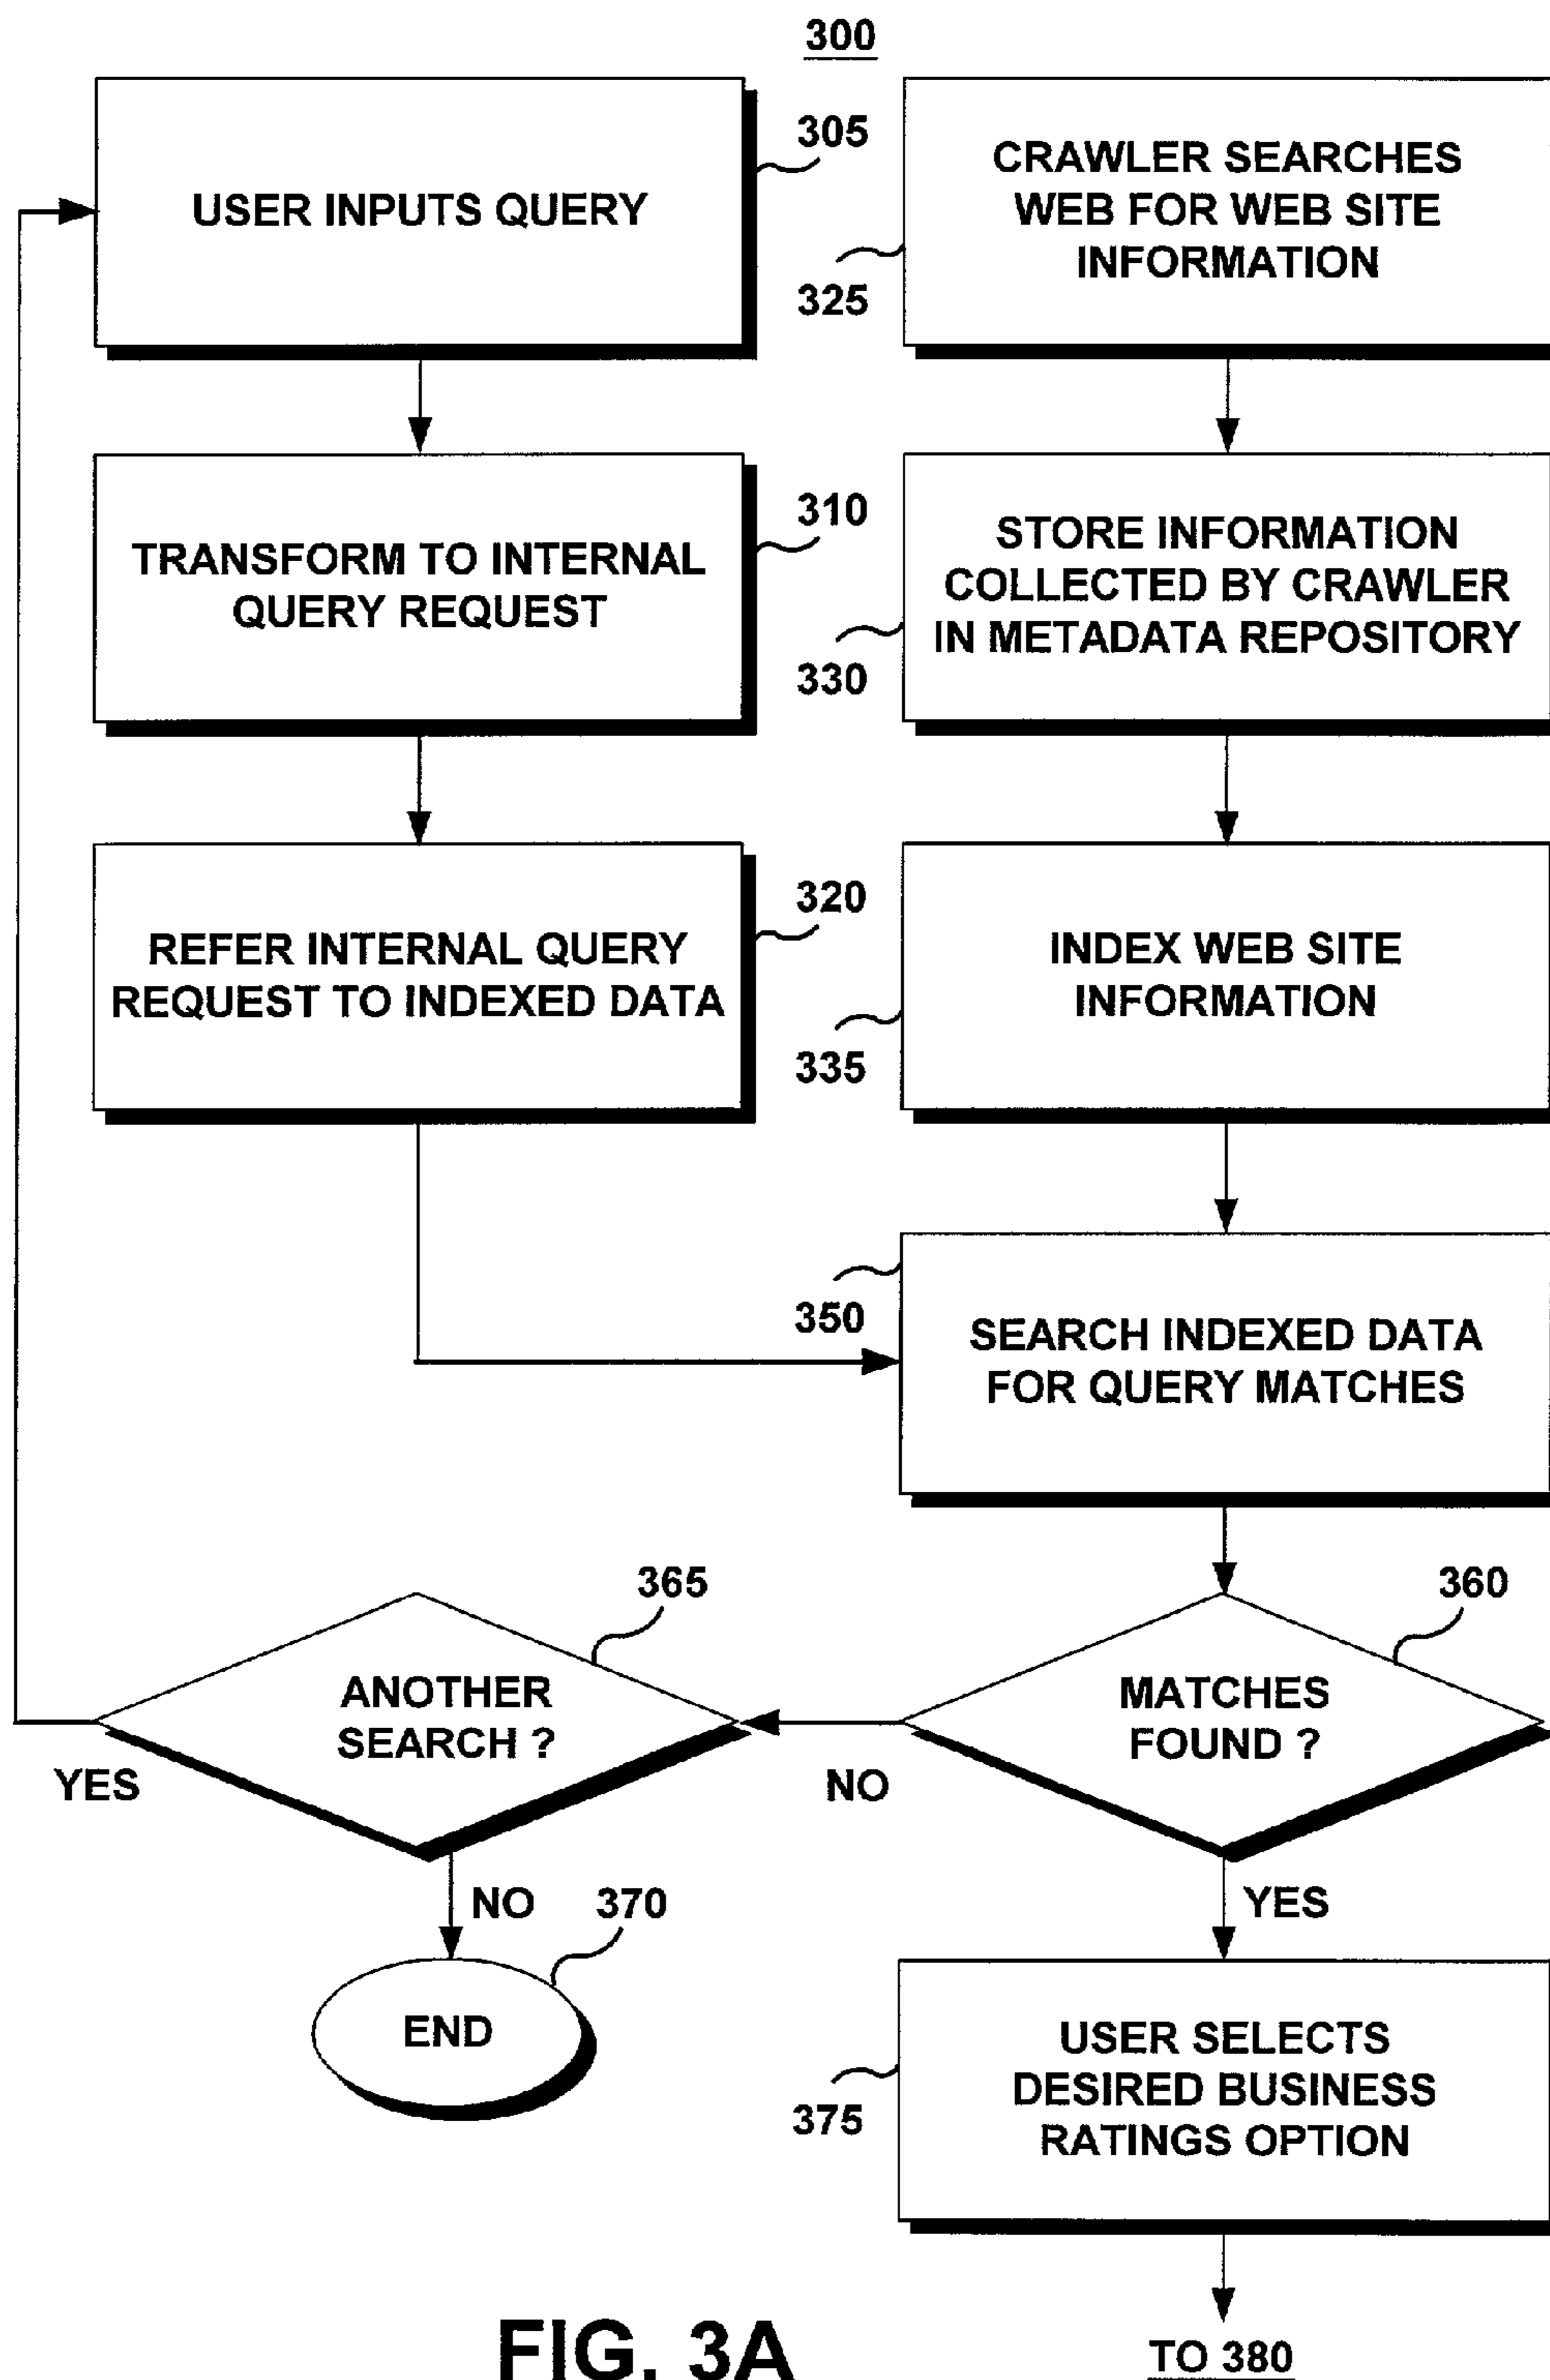 300
USER INPUTS QUERY
305
CRAWLER SEARCHES
WEB FOR WEB SITE
INFORMATION
325
TRANSFORM TO INTERNAL
QUERY REQUEST
310
STORE INFORMATION
COLLECTED BY CRAWLER
IN METADATA REPOSITORY
330
REFER INTERNAL QUERY
REQUEST TO INDEXED DATA
320
INDEX WEB SITE
INFORMATION
335
350
SEARCH INDEXED DATA
FOR QUERY MATCHES
365
ANOTHER
SEARCH ?
YES
360
MATCHES
FOUND ?
NO
NO
370
END
YES
USER SELECTS
DESIRED BUSINESS
RATINGS OPTION
375
FIG. 3A
TO 380